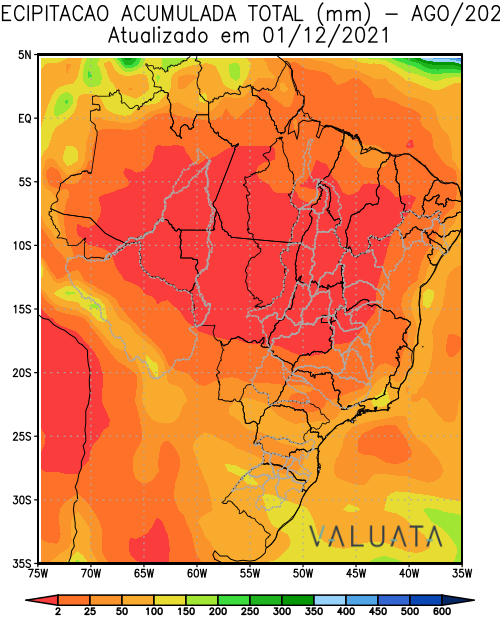 ECIPITACAO ACUMULADA TOTAL (mm) – AGO/202
Atualizado em 01/12/2021
5N
EQ
5S
10S
15S
20S
25S
30S
35S
VALUATA
75W 70W 65W 60W 55W 50W 45W 40W 35W
2 25 50 100 150 200 250 300 350 400 450 500 600